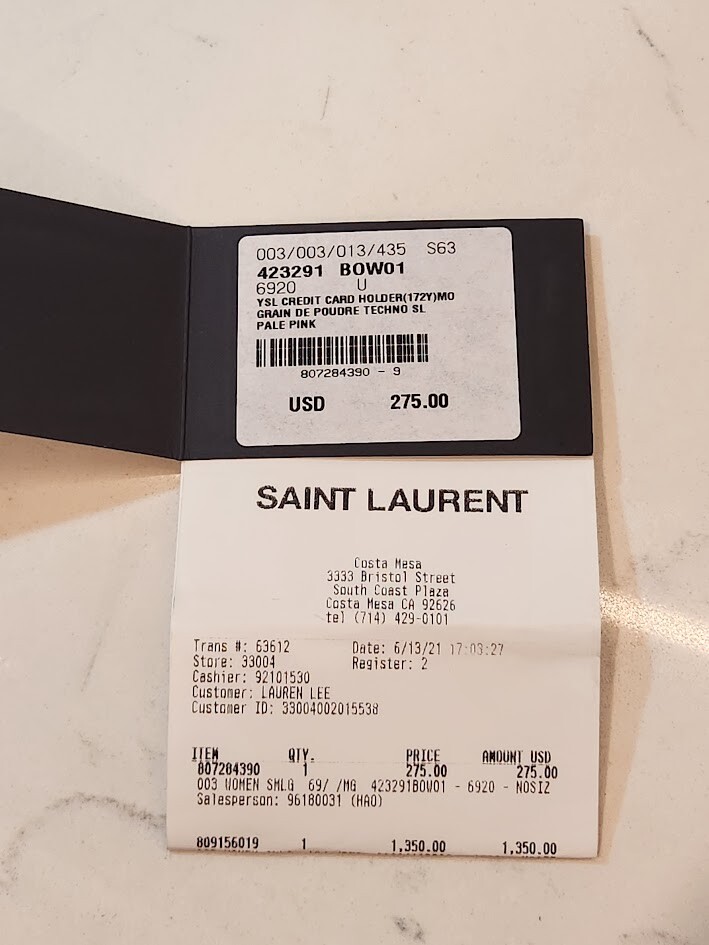 003/003/013/435 S63
423291 BOW01
6920 U
YSL CREDIT CARD HOLDER(172Y)MO
GRAIN DE POUDRE TECHNO SL
PALE PINK
807284390 - 9
USD 275.00
SAINT LAURENT
Costa Mesa
3333 Bristol Street
South Coast Plaza
Costa Mesa CA 92626
tel (714) 429-0101
Trans #: 63612 Date: 6/13/21 17:03:27
Store: 33004 Register: 2
Cashier: 92101530
Customer: LAUREN LEE
Customer ID: 33004002015538
ITEM QTY. PRICE AMOUNT USD
807284390 1 275.00 275.00
003 WOMEN SMLG 69/ /MG 423291BOW01 - 6920 - NOSIZ
Salesperson: 96180031 (HAO)
809156019 1 1,350.00 1,350.00